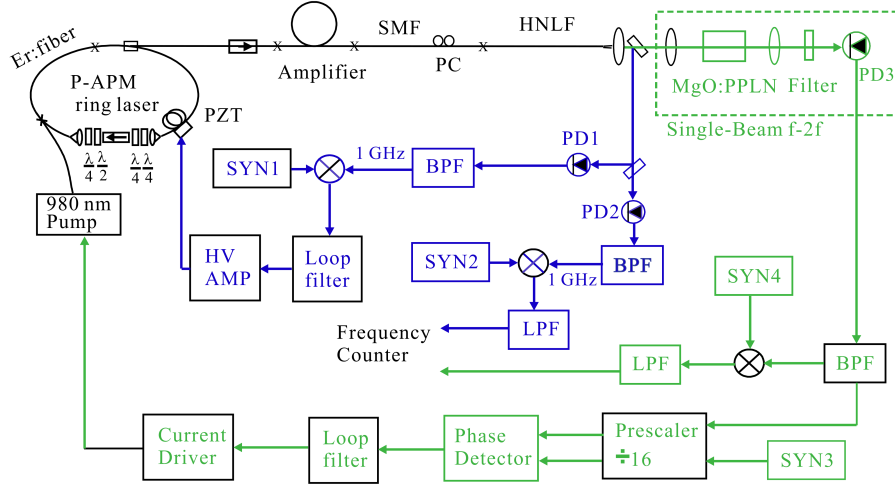 Er:fiber
P-APM
ring laser
PZT
λ/4
λ/2
λ/4
λ/4
980 nm
Pump
Amplifier
SMF
PC
HNLF
MgO:PPLN
Filter
PD3
Single-Beam f-2f
SYN1
1 GHz
BPF
PD1
PD2
HV
AMP
Loop
filter
SYN2
1 GHz
BPF
LPF
Frequency
Counter
SYN4
LPF
BPF
Current
Driver
Loop
filter
Phase
Detector
Prescaler
÷16
SYN3